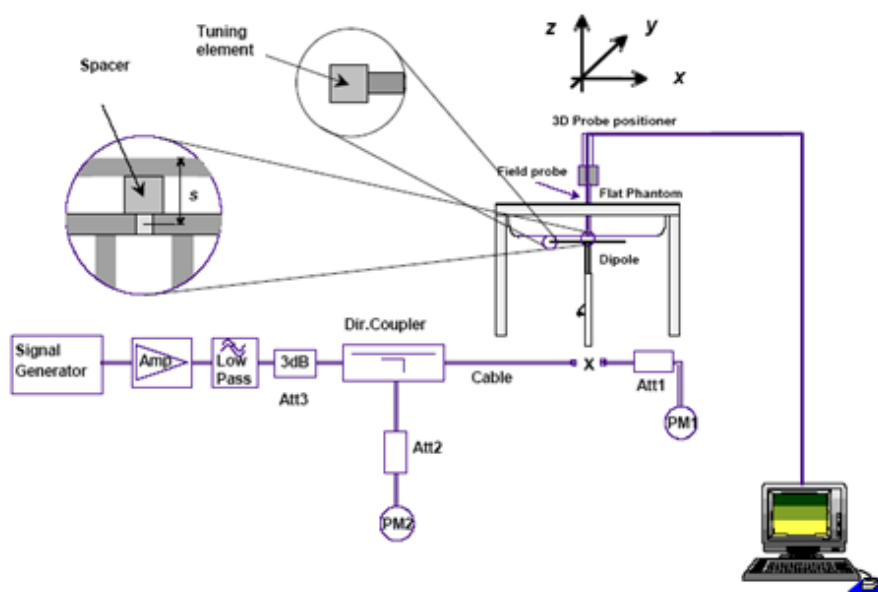 Tuning
element
Spacer
s
z
y
x
3D Probe positioner
Field probe
Flat Phantom
Dipole
Dir.Coupler
Signal
Generator
Amp
Low
Pass
3dB
Att3
Cable
x
Att1
PM1
Att2
PM2